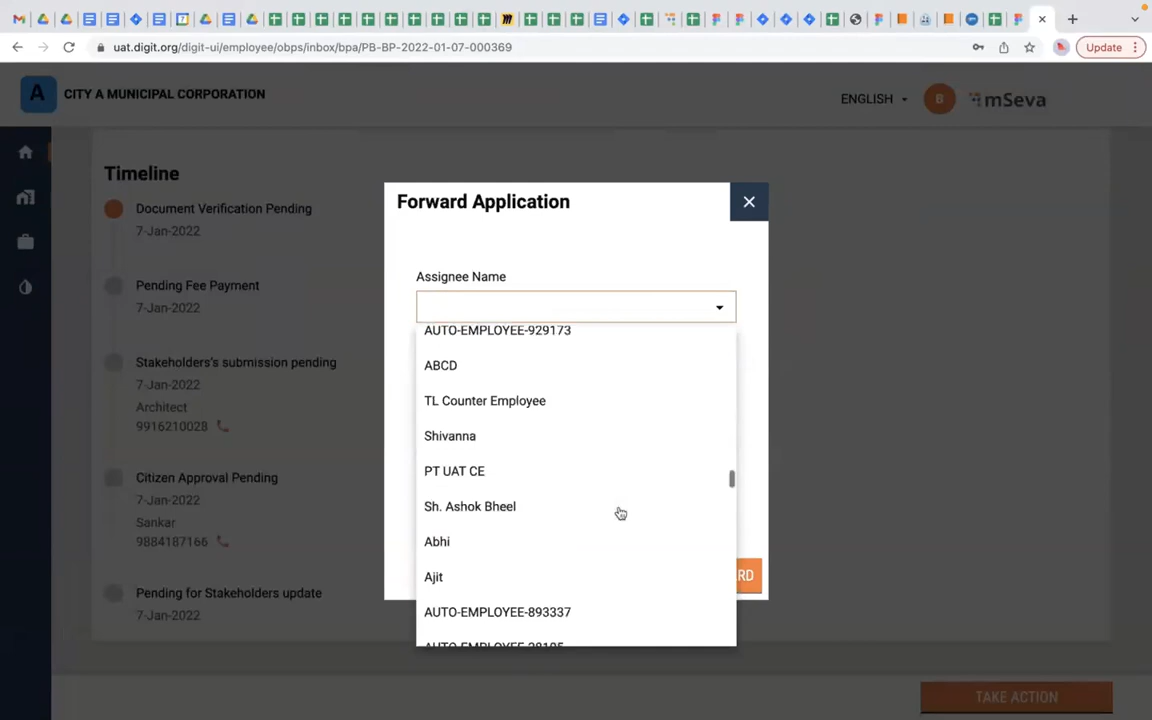 uat.digit.org/digit-ui/employee/obps/inbox/bpa/PB-BP-2022-01-07-000369
Update
A
CITY A MUNICIPAL CORPORATION
ENGLISH
B
mSeva
Timeline
Document Verification Pending
7-Jan-2022
Pending Fee Payment
7-Jan-2022
Stakeholders's submission pending
7-Jan-2022
Architect
9916210028
Citizen Approval Pending
7-Jan-2022
Sankar
9884187166
Pending for Stakeholders update
7-Jan-2022
Forward Application
Assignee Name
AUTO-EMPLOYEE-929173
ABCD
TL Counter Employee
Shivanna
PT UAT CE
Sh. Ashok Bheel
Abhi
Ajit
AUTO-EMPLOYEE-893337
RD
TAKE ACTION